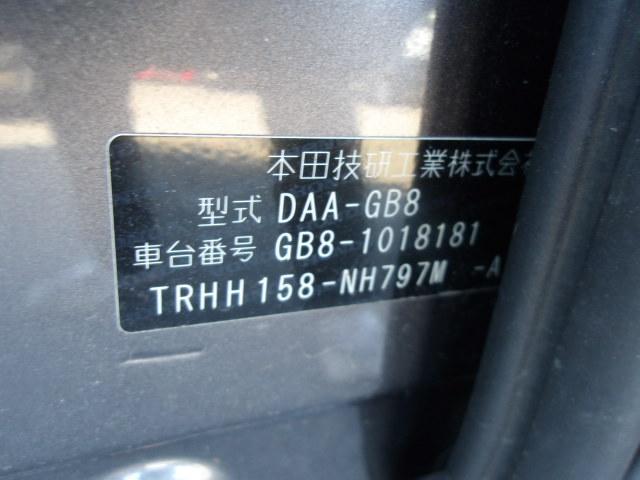 本田技研工業株式会
型式 DAA-GB8
車台番号 GB8-1018181
TRHH158-NH797M -A